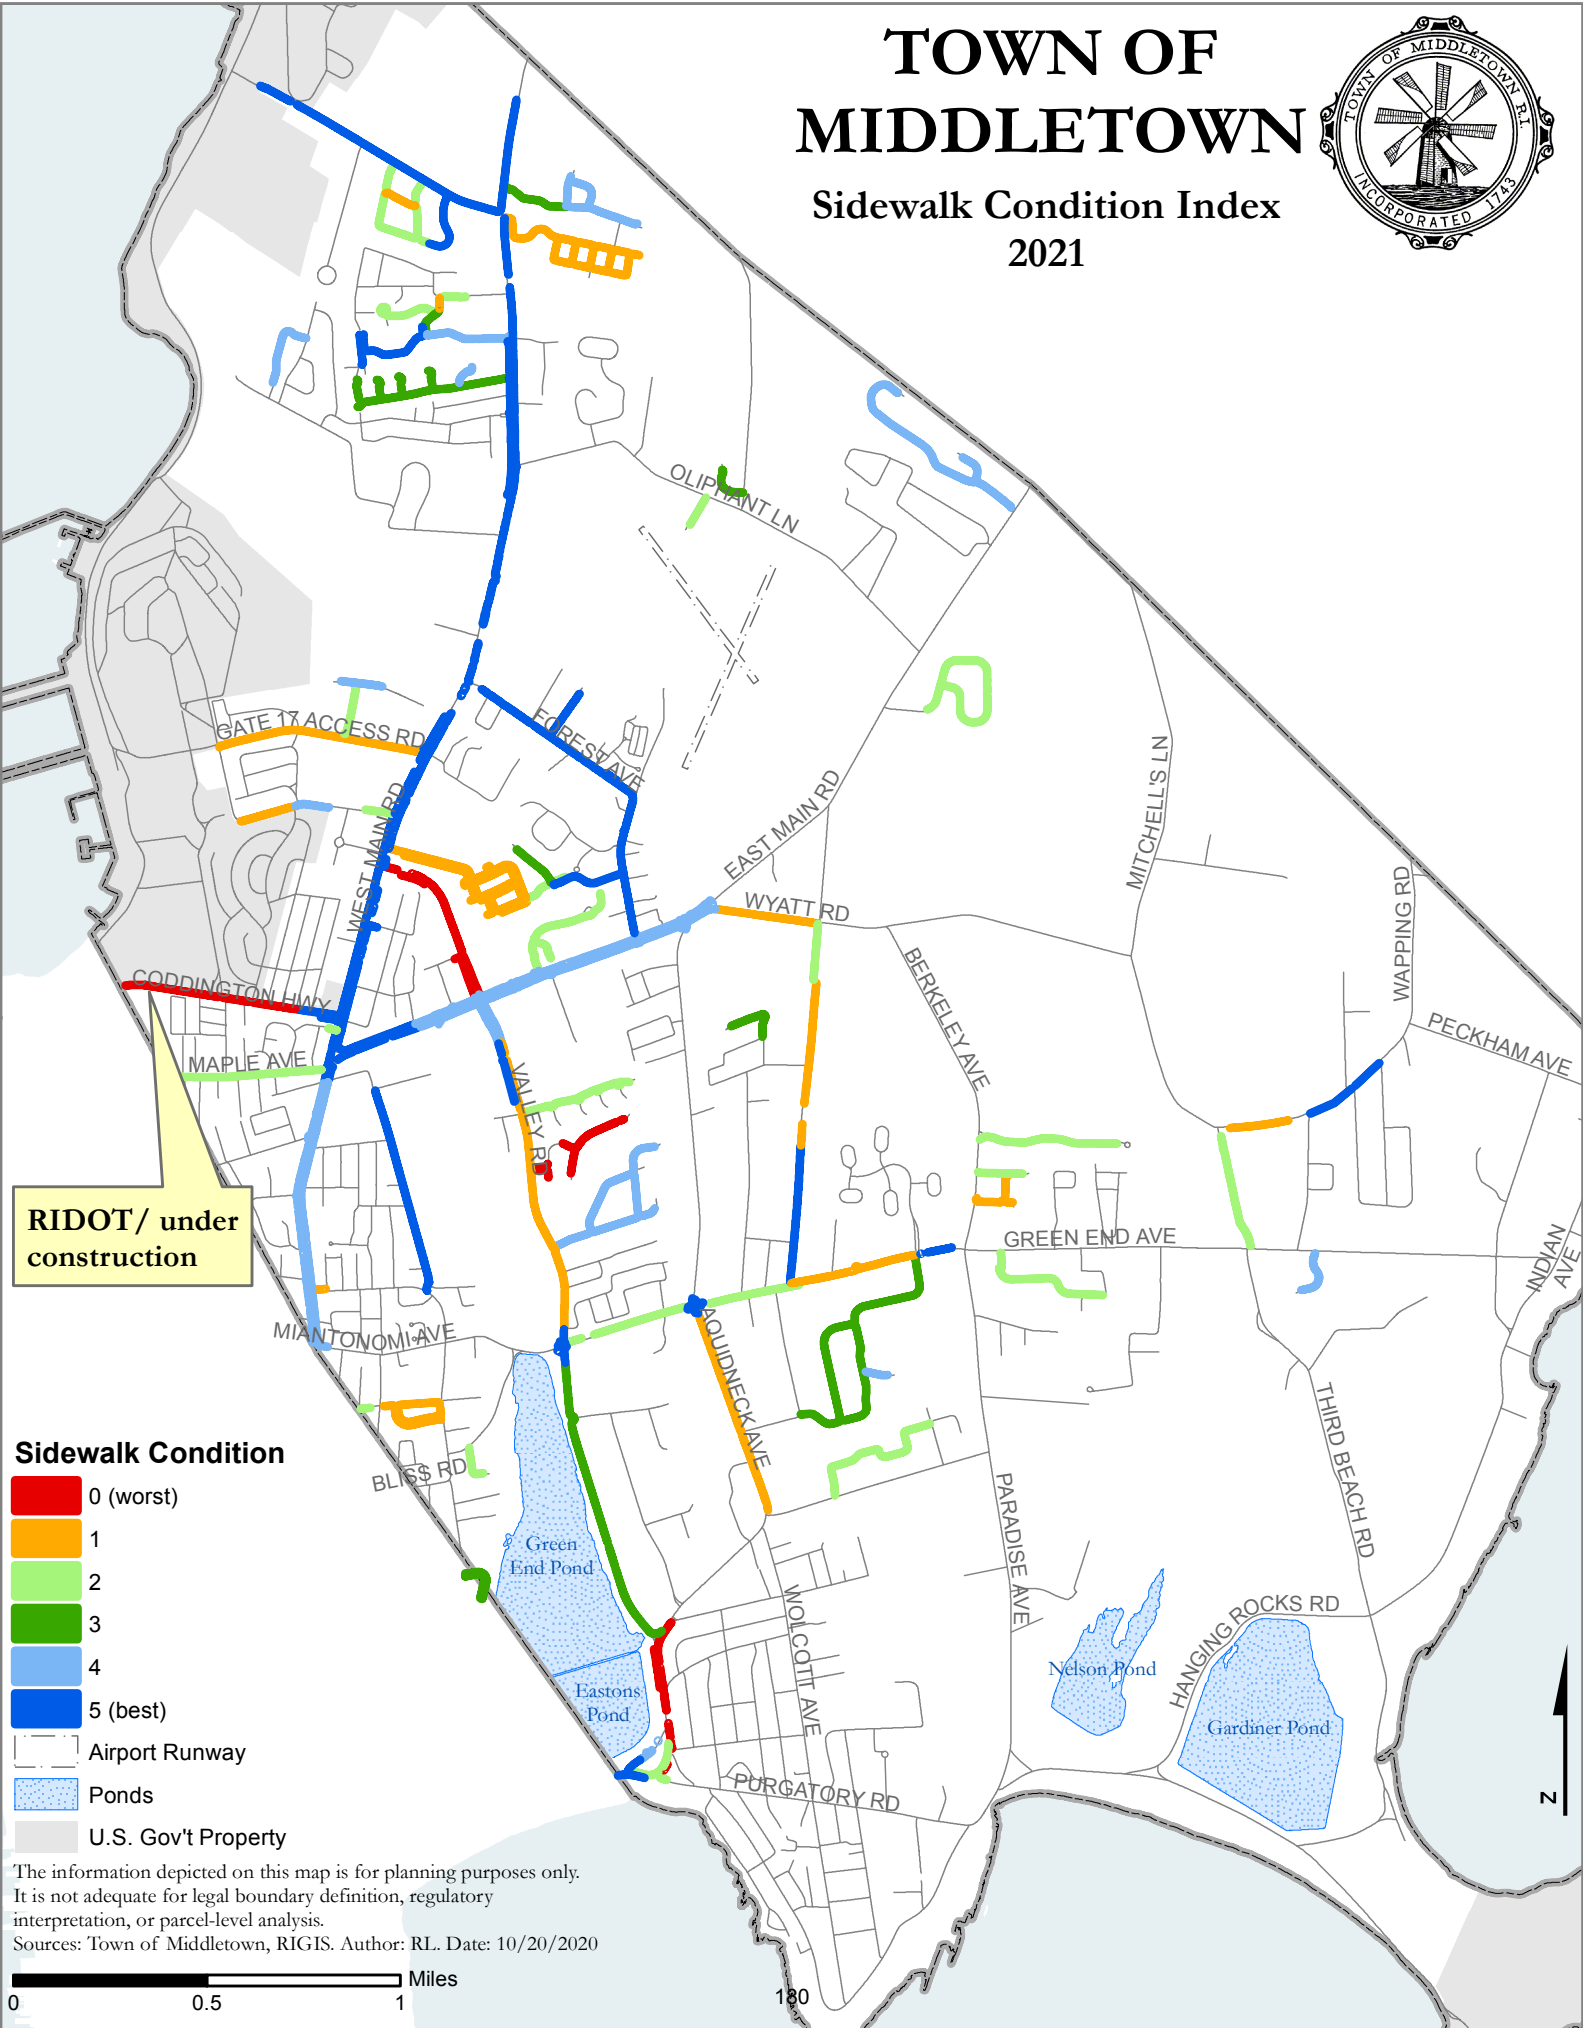 TOWN OF
MIDDLETOWN
Sidewalk Condition Index
2021
TOWN OF MIDDLETOWN R.I.
INCORPORATED 1743
OLIPHANT LN
GATE 17 ACCESS RD
FOREST AVE
WEST MAIN RD
EAST MAIN RD
MITCHELL'S LN
WYATT RD
WAPPING RD
BERKELEY AVE
CODDINGTON HWY
PECKHAM AVE
MAPLE AVE
VALLEY RD
RIDOT/ under
construction
GREEN END AVE
INDIAN
AVE
MIANTONOMI AVE
AQUIDNECK AVE
THIRD BEACH RD
BLISS RD
PARADISE AVE
Green
End Pond
WOLCOTT AVE
HANGING ROCKS RD
Nelson Pond
Eastons
Pond
Gardiner Pond
PURGATORY RD
Sidewalk Condition
0 (worst)
1
2
3
4
5 (best)
Airport Runway
Ponds
U.S. Gov't Property
The information depicted on this map is for planning purposes only.
It is not adequate for legal boundary definition, regulatory
interpretation, or parcel-level analysis.
Sources: Town of Middletown, RIGIS. Author: RL. Date: 10/20/2020
Miles
0 0.5 1
180
N